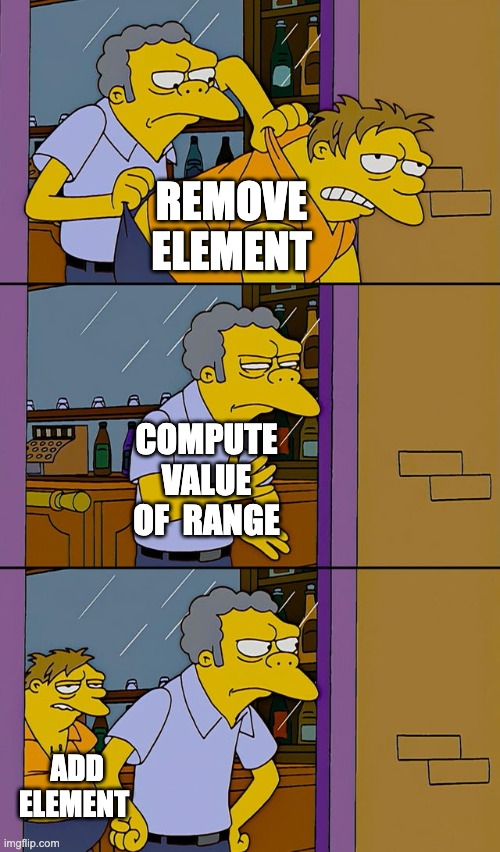 REMOVE
ELEMENT
COMPUTE
VALUE
OF RANGE
ADD
ELEMENT
imgflip.com